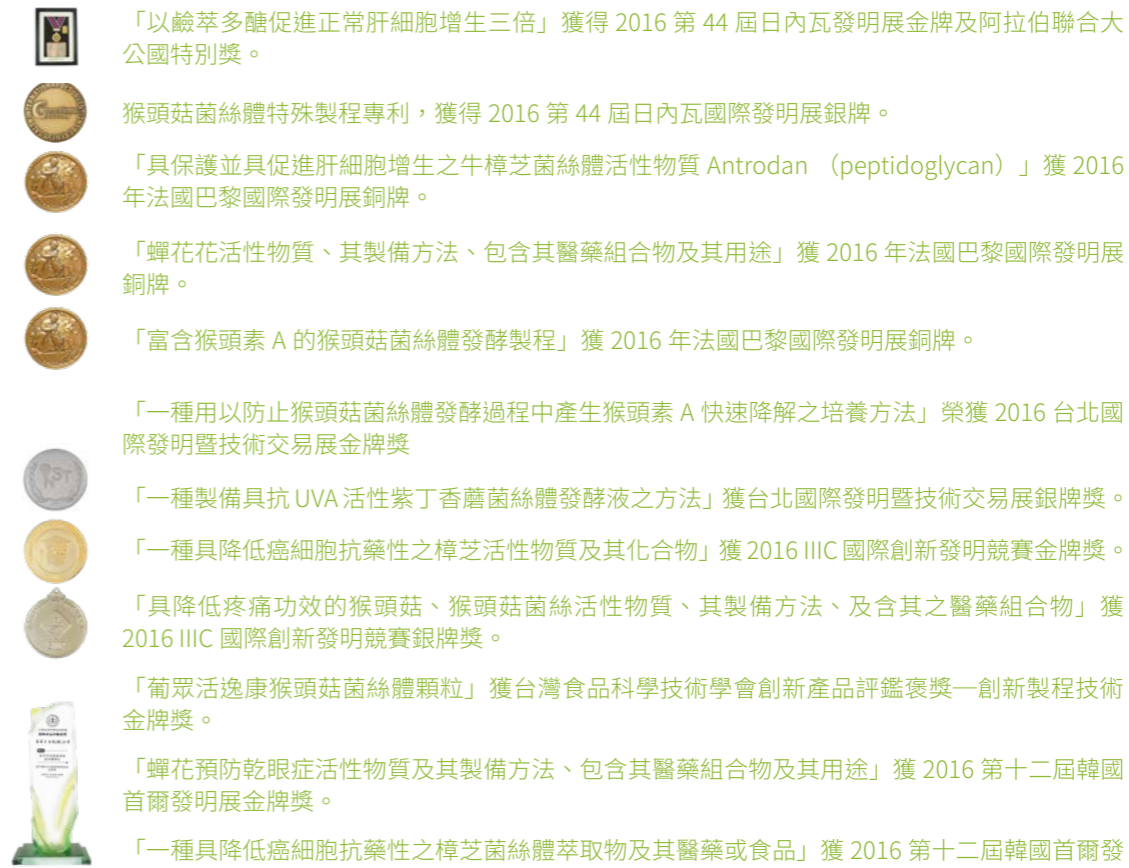 「以鹼萃多醣促進正常肝細胞增生三倍」獲得 2016 第 44 屆日內瓦發明展金牌及阿拉伯聯合大
公國特別獎。
猴頭菇菌絲體特殊製程專利，獲得 2016 第 44 屆日內瓦國際發明展銀牌。
「具保護並具促進肝細胞增生之牛樟芝菌絲體活性物質 Antrodan （peptidoglycan）」獲 2016
年法國巴黎國際發明展銅牌。
「蟬花花活性物質、其製備方法、包含其醫藥組合物及其用途」獲 2016 年法國巴黎國際發明展
銅牌。
「富含猴頭素 A 的猴頭菇菌絲體發酵製程」獲 2016 年法國巴黎國際發明展銅牌。
「一種用以防止猴頭菇菌絲體發酵過程中產生猴頭素 A 快速降解之培養方法」榮獲 2016 台北國
際發明暨技術交易展金牌獎
「一種製備具抗 UVA 活性紫丁香蘑菌絲體發酵液之方法」獲台北國際發明暨技術交易展銀牌獎。
「一種具降低癌細胞抗藥性之樟芝活性物質及其化合物」獲 2016 IIIC 國際創新發明競賽金牌獎。
「具降低疼痛功效的猴頭菇、猴頭菇菌絲活性物質、其製備方法、及含其之醫藥組合物」獲
2016 IIIC 國際創新發明競賽銀牌獎。
「葡眾活逸康猴頭菇菌絲體顆粒」獲台灣食品科學技術學會創新產品評鑑褒獎─創新製程技術
金牌獎。
「蟬花預防乾眼症活性物質及其製備方法、包含其醫藥組合物及其用途」獲 2016 第十二屆韓國
首爾發明展金牌獎。
「一種具降低癌細胞抗藥性之樟芝菌絲體萃取物及其醫藥或食品」獲 2016 第十二屆韓國首爾發